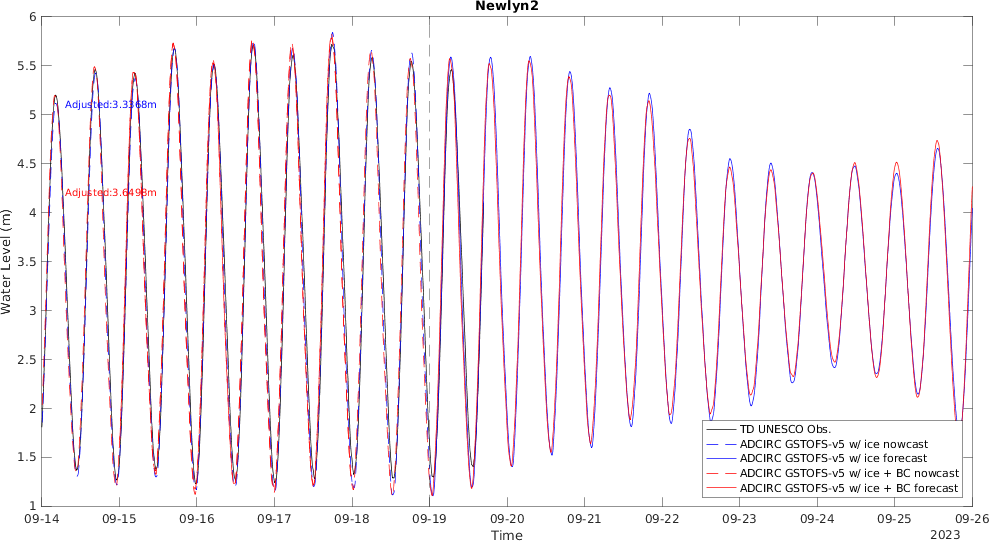 Newlyn2
6
5.5
5
4.5
4
3.5
3
2.5
2
1.5
1
Water Level (m)
Adjusted:3.3368m
Adjusted:3.6498m
TD UNESCO Obs.
ADCIRC GSTOFS-v5 w/ ice nowcast
ADCIRC GSTOFS-v5 w/ ice forecast
ADCIRC GSTOFS-v5 w/ ice + BC nowcast
ADCIRC GSTOFS-v5 w/ ice + BC forecast
09-14 09-15 09-16 09-17 09-18 09-19 09-20 09-21 09-22 09-23 09-24 09-25 09-26
Time
2023